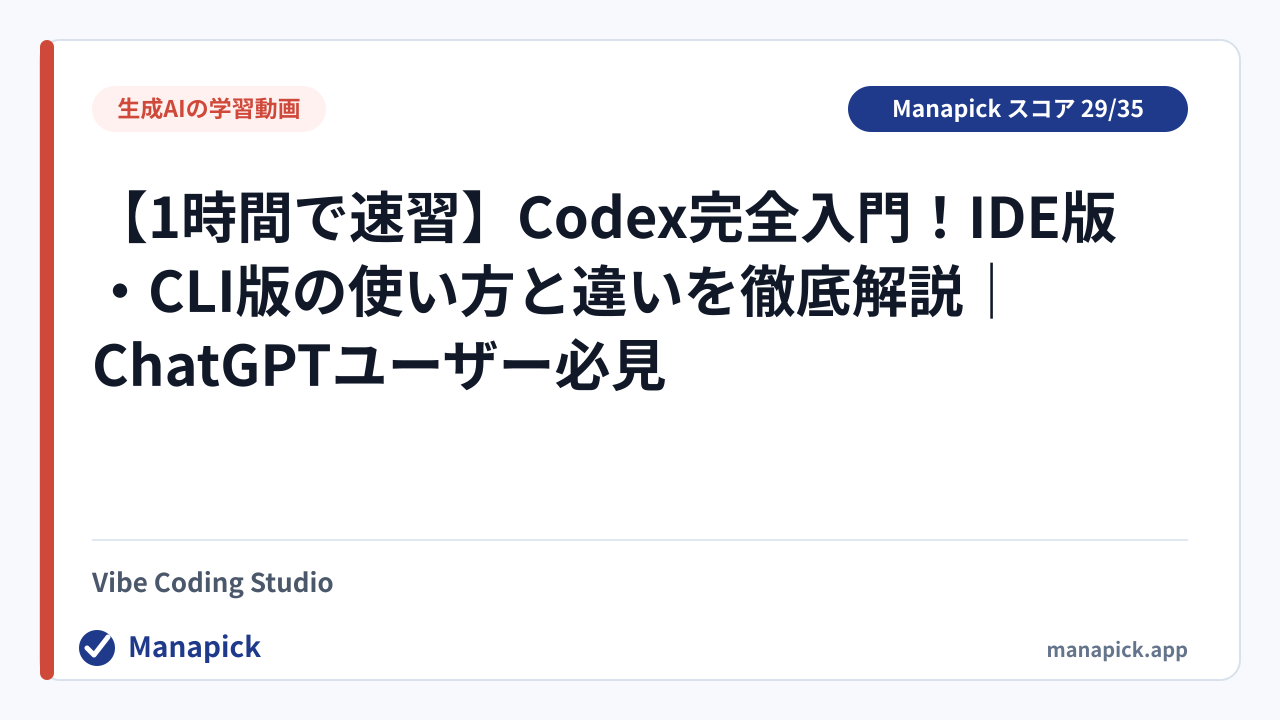 生成AIの学習動画
Manapick スコア 29/35
【1時間で速習】Codex完全入門！IDE版
・CLI版の使い方と違いを徹底解説｜
ChatGPTユーザー必見
Vibe Coding Studio
Manapick
manapick.app